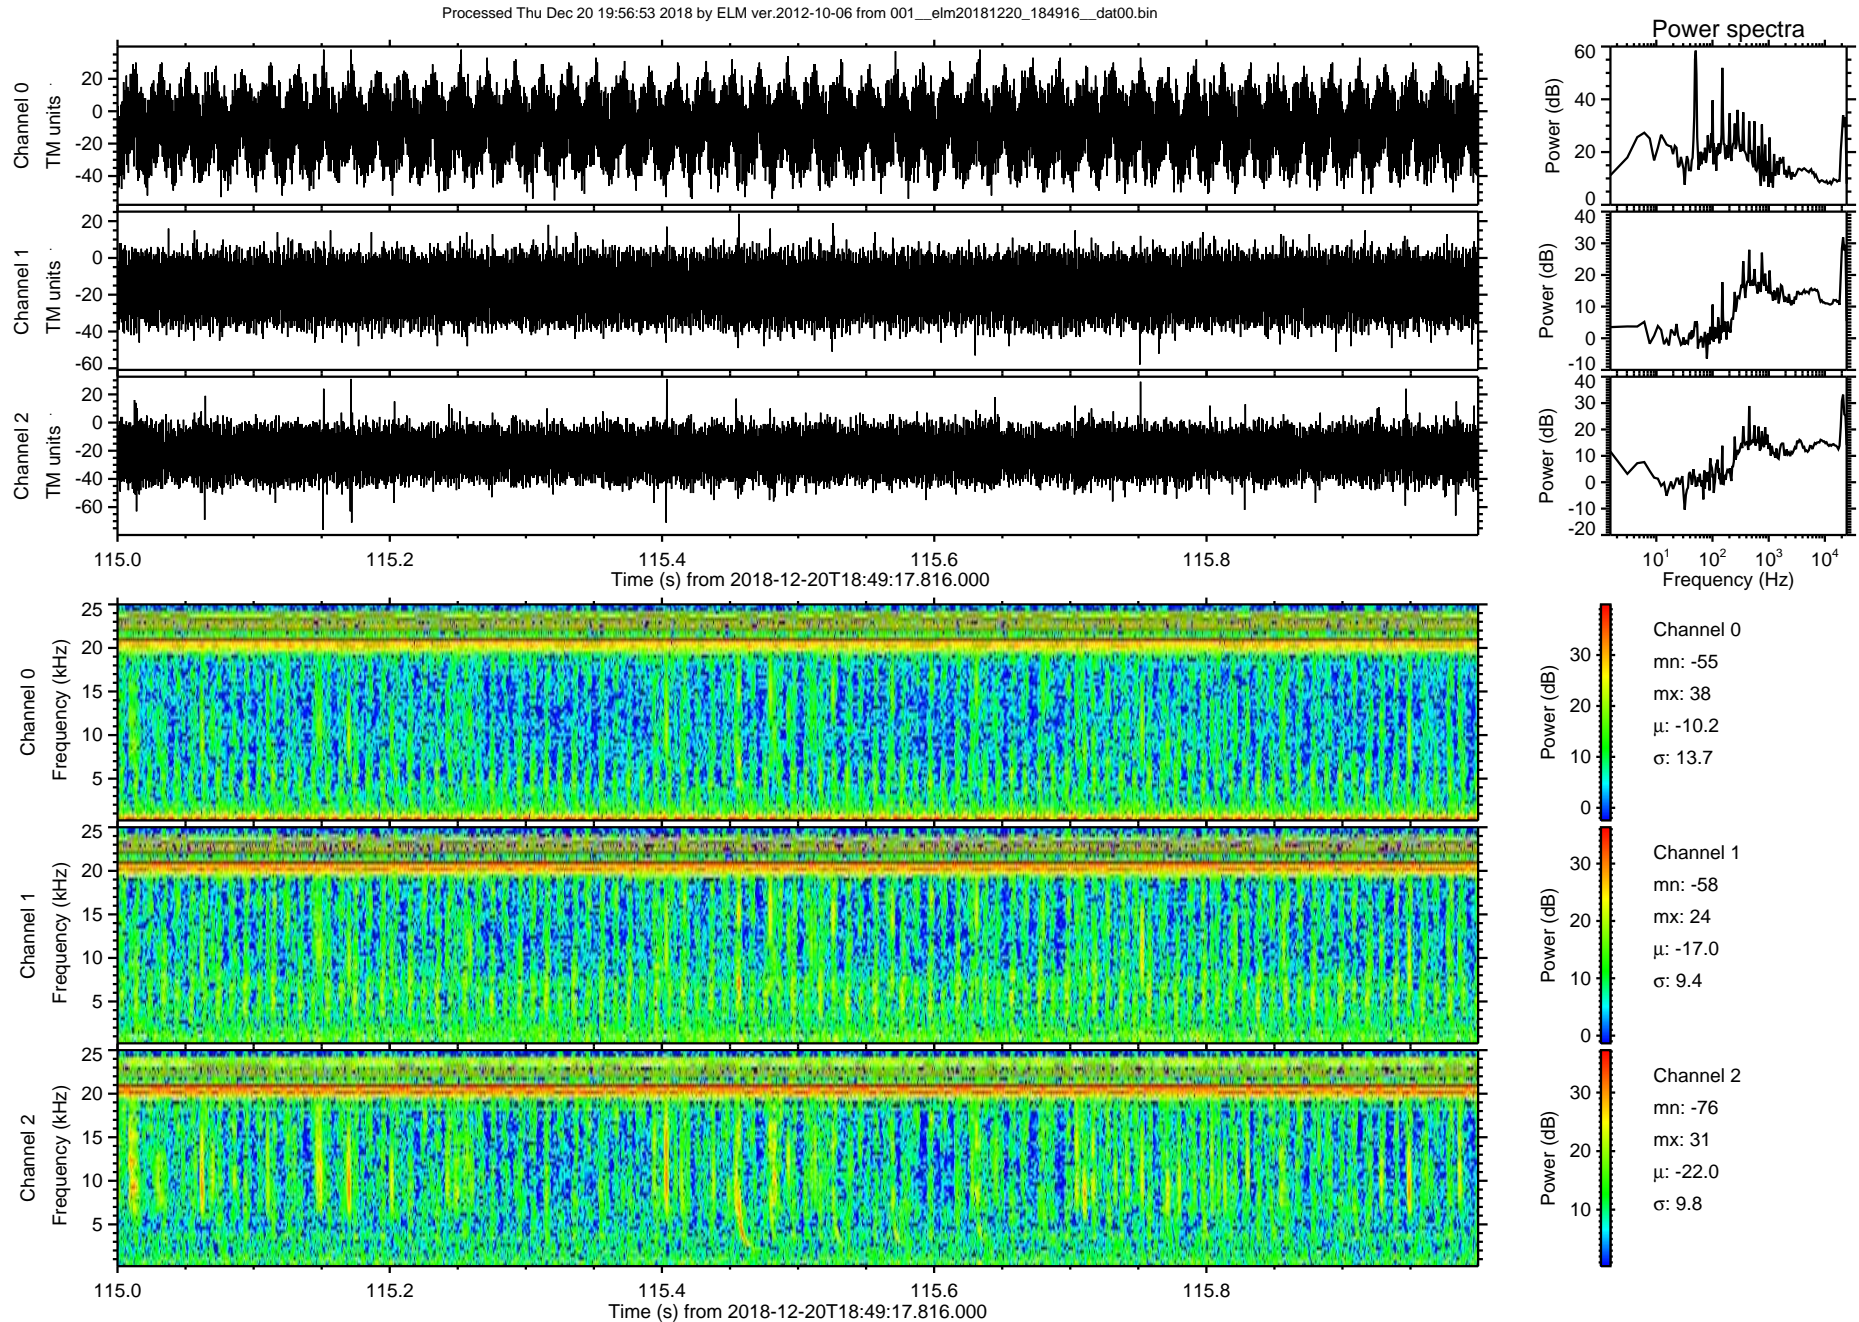 Processed Thu Dec 20 19:56:53 2018 by ELM ver.2012-10-06 from 001__elm20181220_184916__dat00.bin
Power spectra
Channel 0
TM units
20
0
-20
-40
Power (dB)
60
40
20
0
Channel 1
TM units
20
0
-20
-40
-60
Power (dB)
40
30
20
10
0
-10
Channel 2
TM units
20
0
-20
-40
-60
Power (dB)
40
30
20
10
0
-10
-20
115.0 115.2 115.4 115.6 115.8
Time (s) from 2018-12-20T18:49:17.816.000
10¹ 10² 10³ 10⁴
Frequency (Hz)
Channel 0
Frequency (kHz)
25
20
15
10
5
Power (dB)
30
20
10
0
Channel 0
mn: -55
mx: 38
μ: -10.2
σ: 13.7
Channel 1
Frequency (kHz)
25
20
15
10
5
Power (dB)
30
20
10
0
Channel 1
mn: -58
mx: 24
μ: -17.0
σ: 9.4
Channel 2
Frequency (kHz)
25
20
15
10
5
Power (dB)
30
20
10
Channel 2
mn: -76
mx: 31
μ: -22.0
σ: 9.8
115.0 115.2 115.4 115.6 115.8
Time (s) from 2018-12-20T18:49:17.816.000